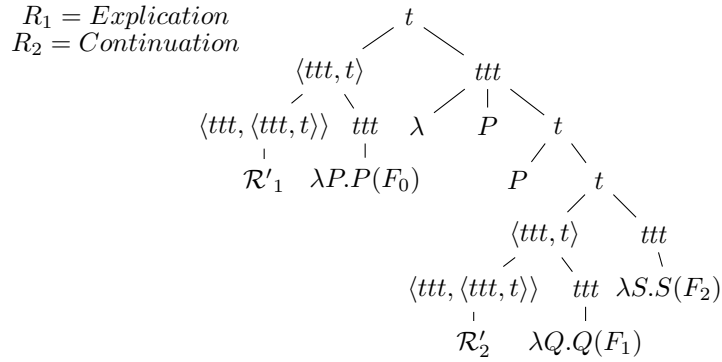 R₁ = Explication
R₂ = Continuation
t
⟨ttt, t⟩ ttt
⟨ttt, ⟨ttt, t⟩⟩ ttt λ P t
ℛ′₁ λP.P(F₀) P t
⟨ttt, t⟩ ttt
⟨ttt, ⟨ttt, t⟩⟩ ttt λS.S(F₂)
ℛ′₂ λQ.Q(F₁)